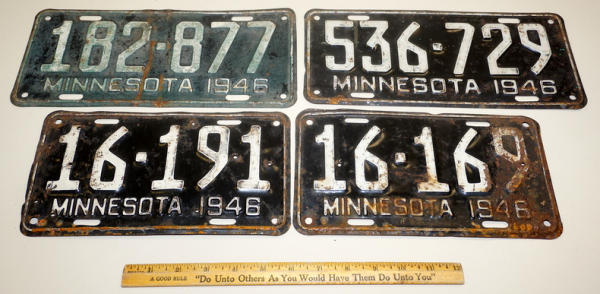 182-877
MINNESOTA 1946
536-729
MINNESOTA 1946
16-191
MINNESOTA 1946
16-169
MINNESOTA 1946
A GOOD RULE "Do Unto Others As You Would Have Them Do Unto You"